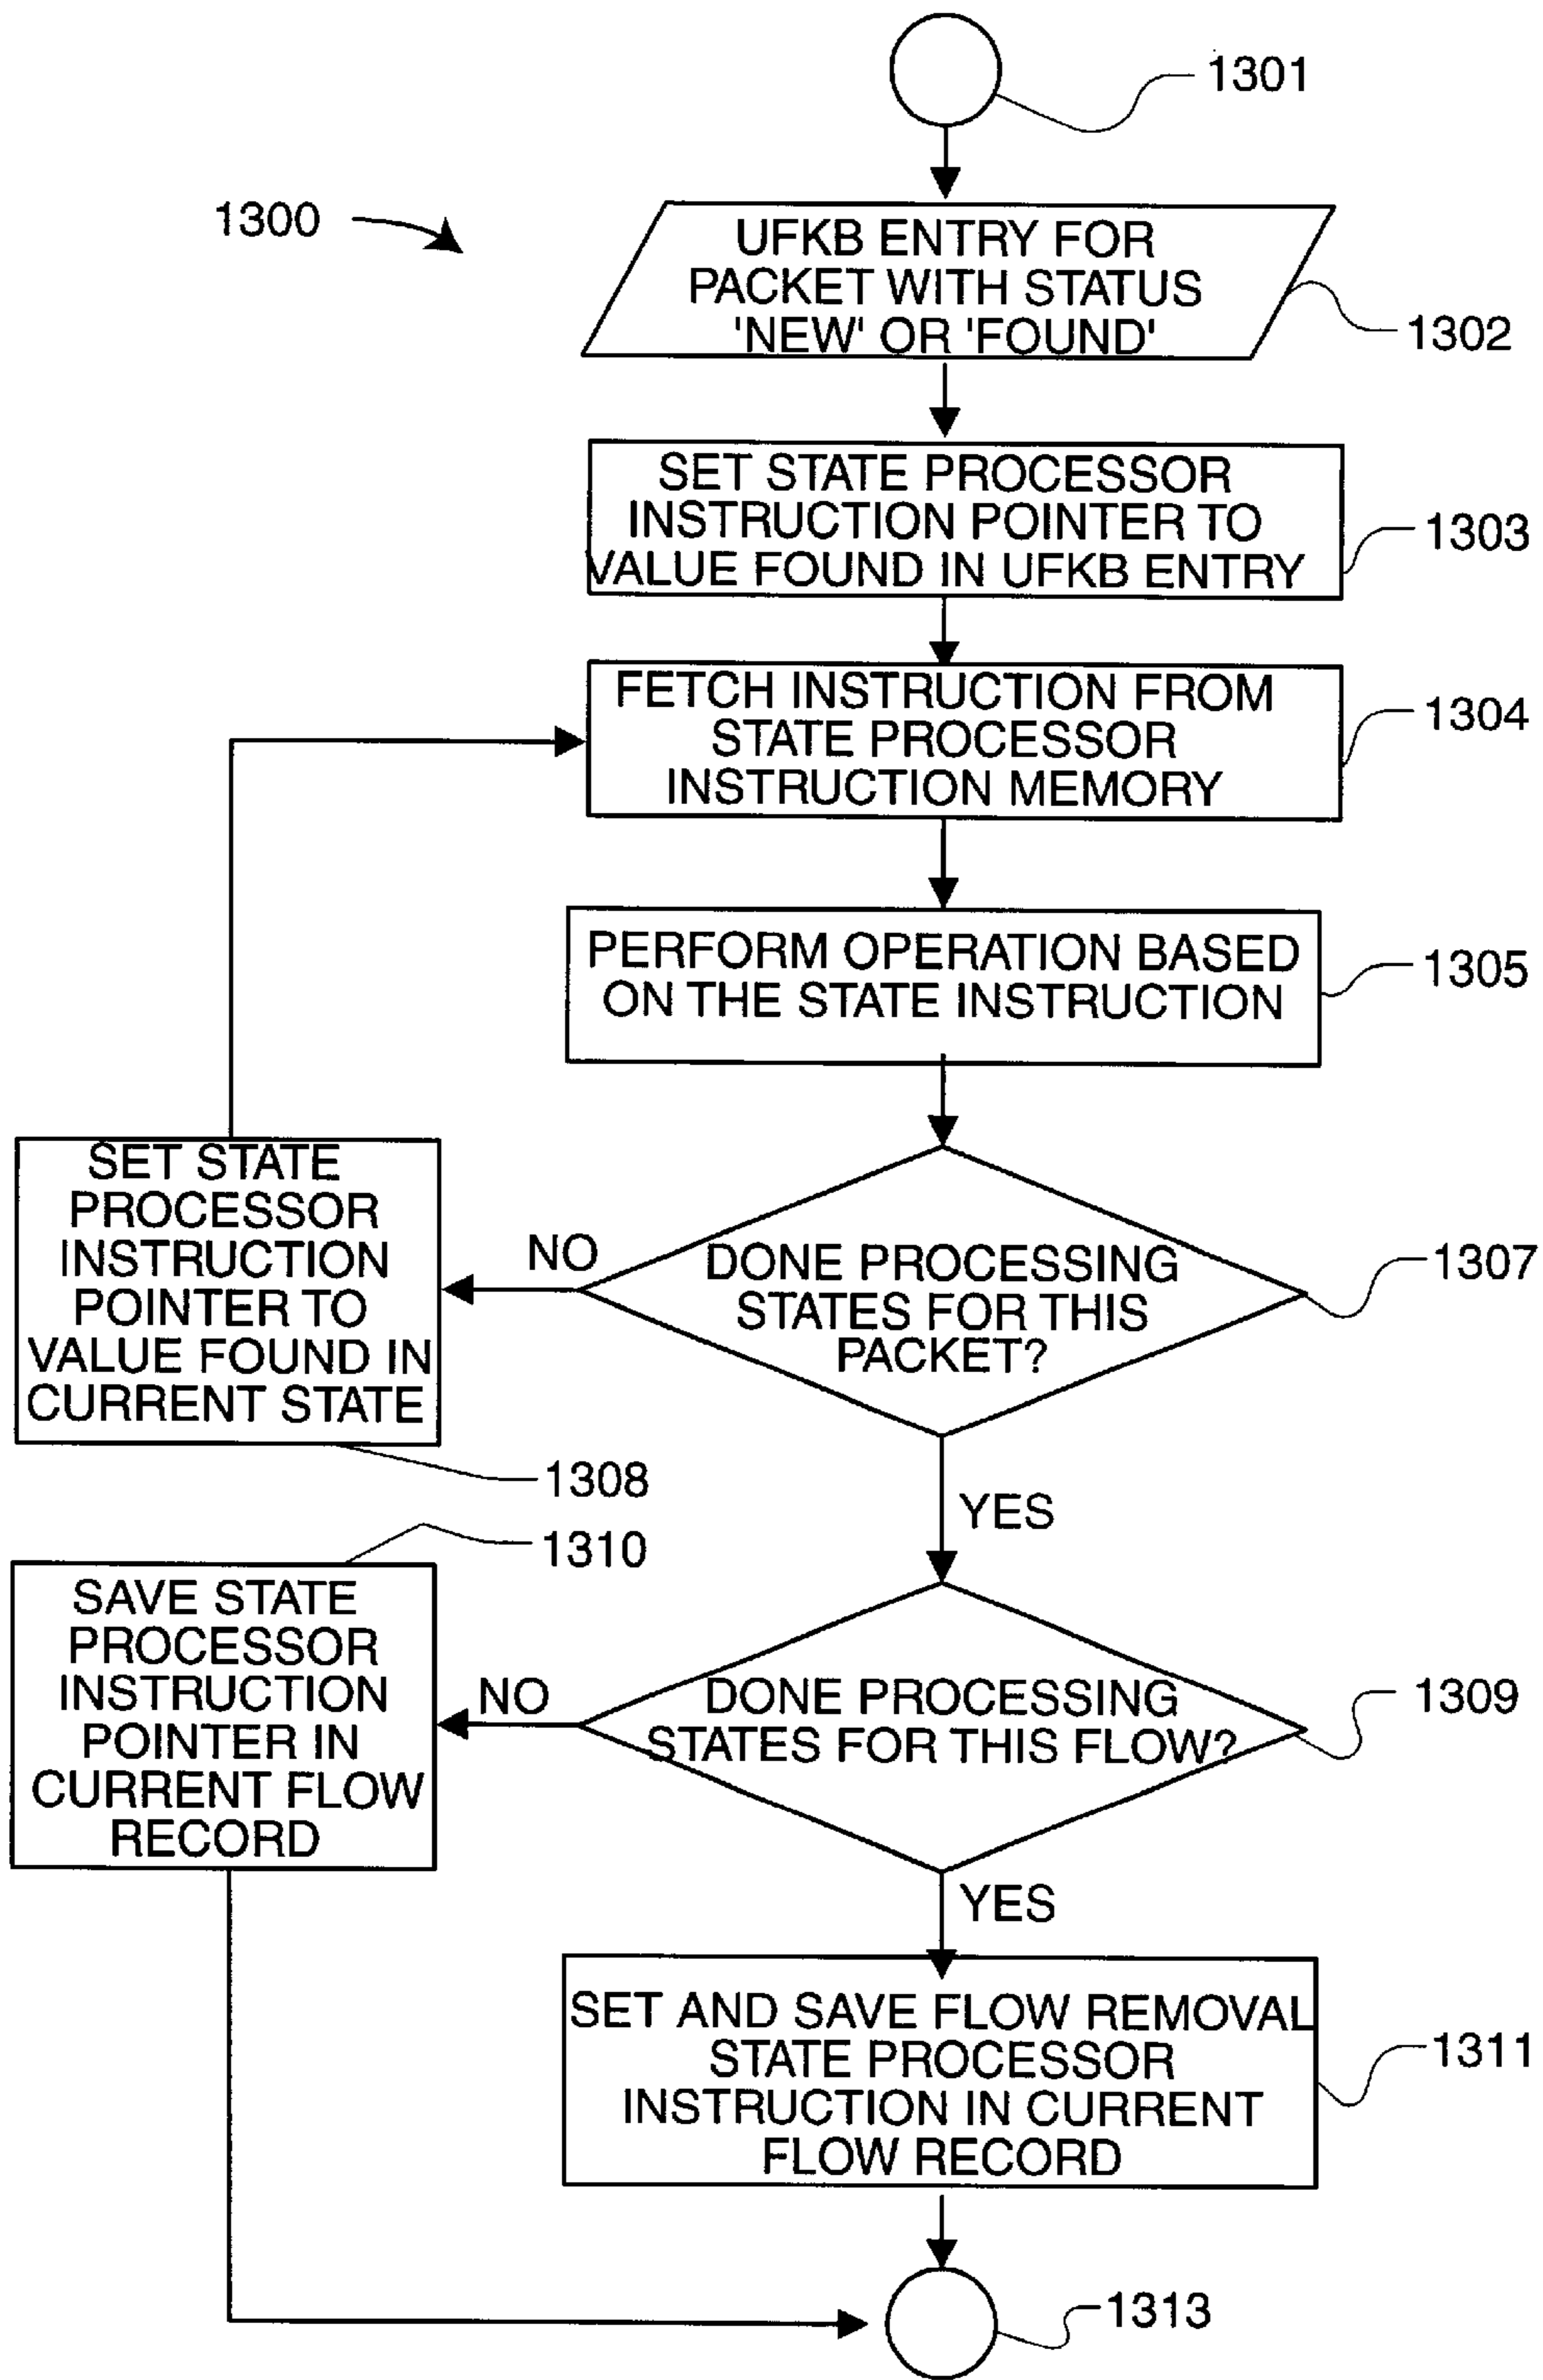 1301
1300
UFKB ENTRY FOR
PACKET WITH STATUS
'NEW' OR 'FOUND'
1302
SET STATE PROCESSOR
INSTRUCTION POINTER TO
VALUE FOUND IN UFKB ENTRY
1303
FETCH INSTRUCTION FROM
STATE PROCESSOR
INSTRUCTION MEMORY
1304
PERFORM OPERATION BASED
ON THE STATE INSTRUCTION
1305
DONE PROCESSING
STATES FOR THIS
PACKET?
1307
NO
SET STATE
PROCESSOR
INSTRUCTION
POINTER TO
VALUE FOUND IN
CURRENT STATE
1308
YES
DONE PROCESSING
STATES FOR THIS FLOW?
1309
NO
1310
SAVE STATE
PROCESSOR
INSTRUCTION
POINTER IN
CURRENT FLOW
RECORD
YES
SET AND SAVE FLOW REMOVAL
STATE PROCESSOR
INSTRUCTION IN CURRENT
FLOW RECORD
1311
1313